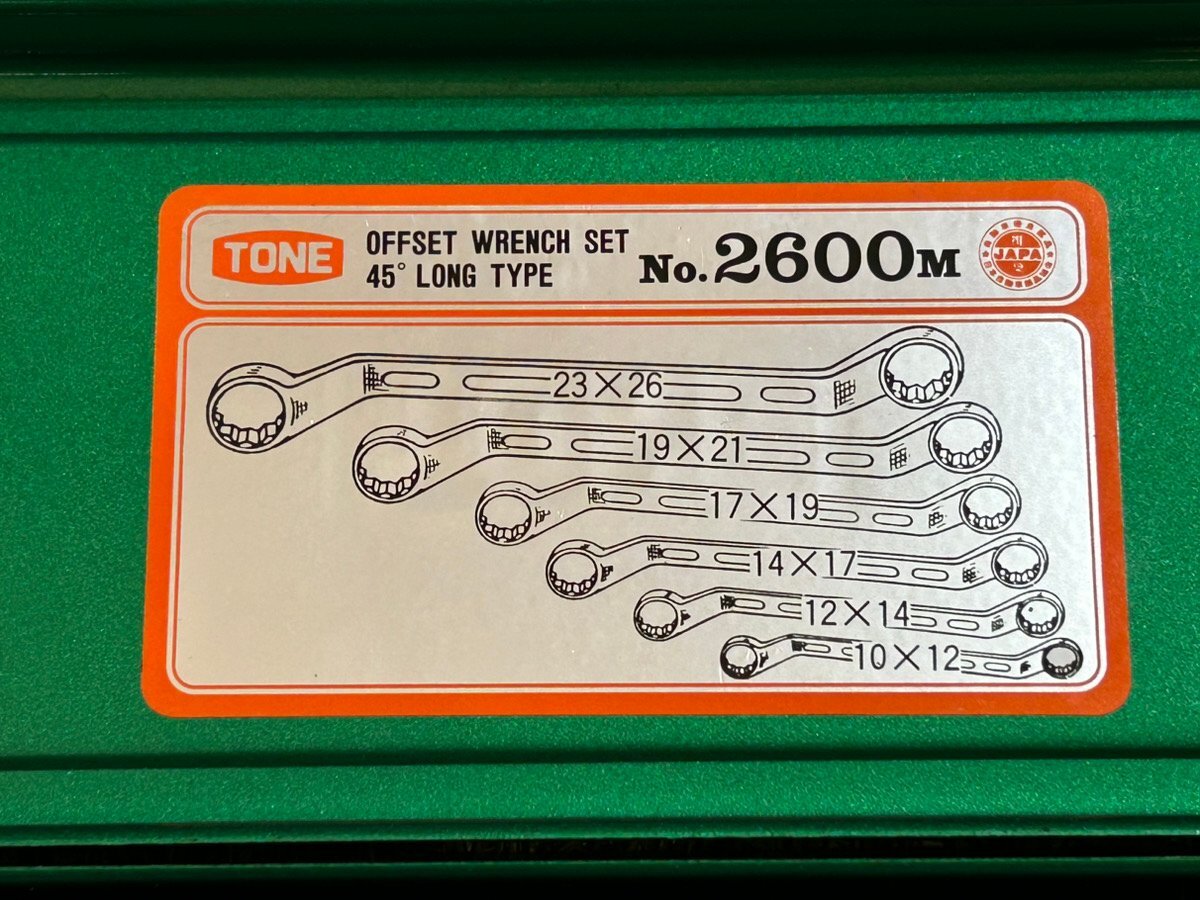 TONE
OFFSET WRENCH SET
45° LONG TYPE
No. 2600M
JAPA
23×26
19×21
17×19
14×17
12×14
10×12